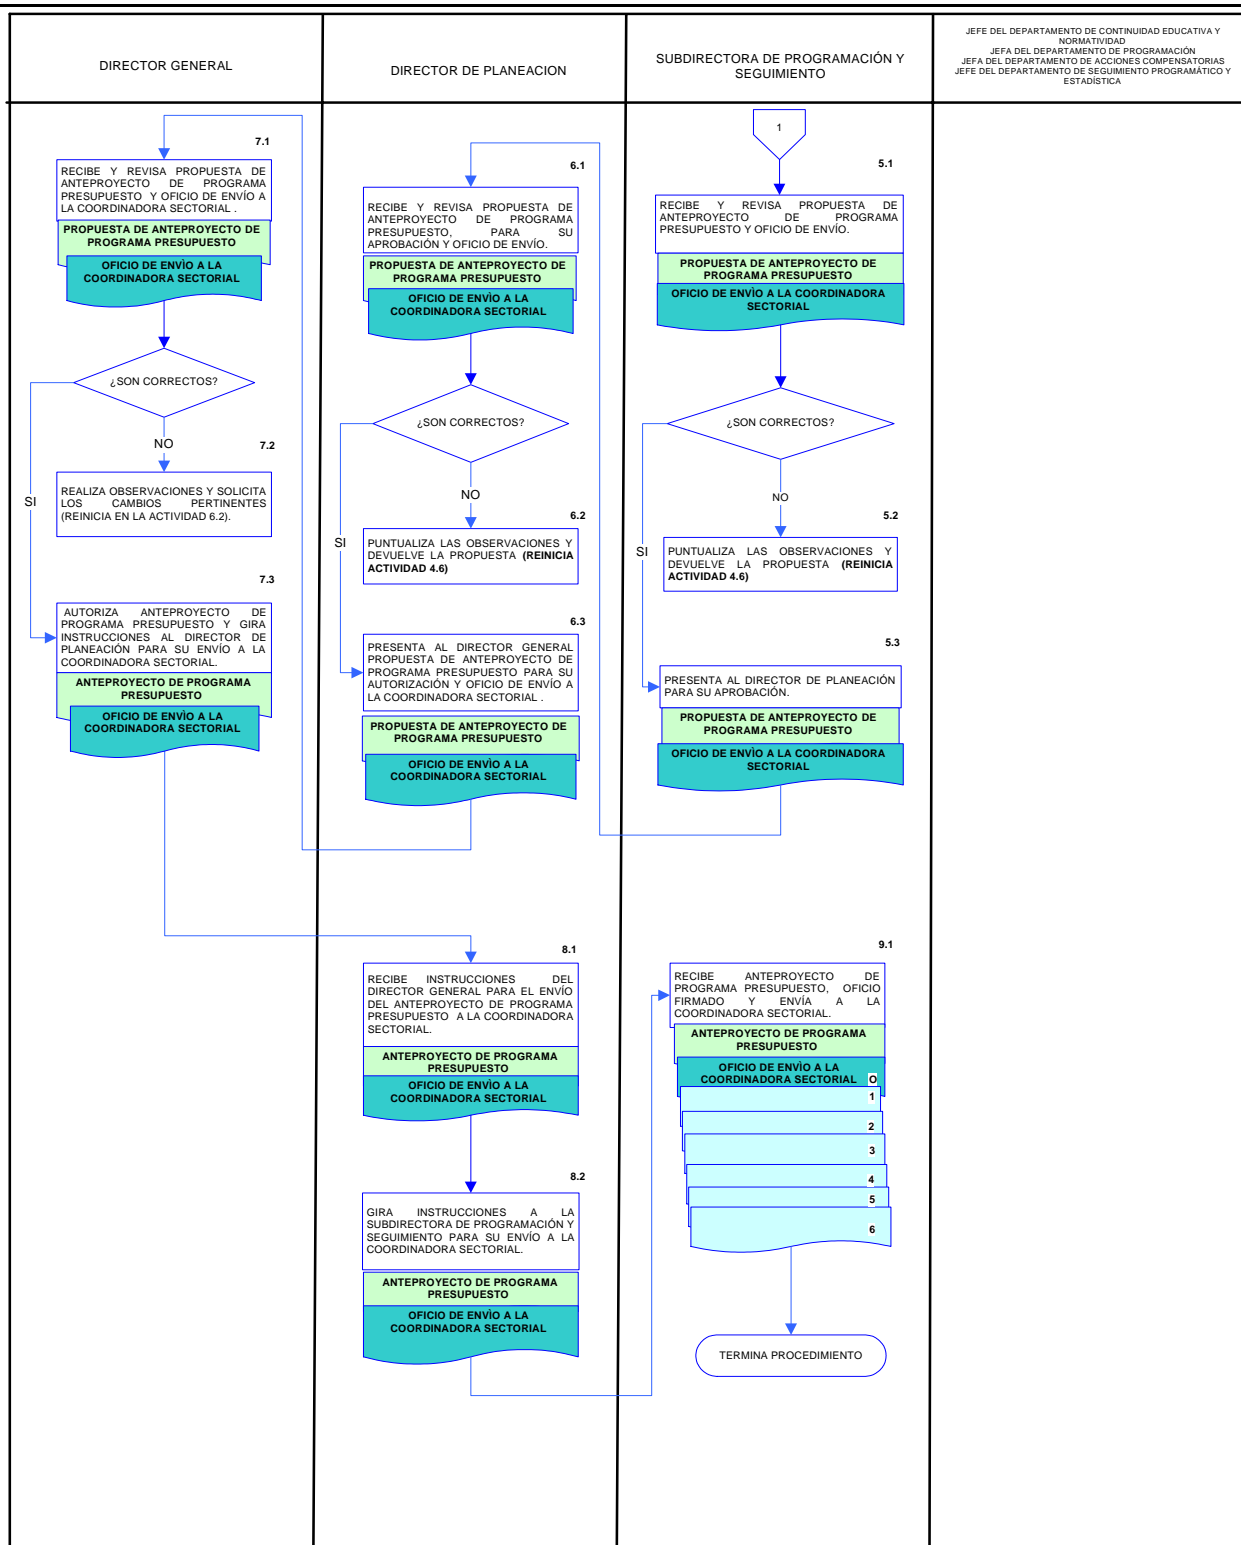 DIRECTOR GENERAL
DIRECTOR DE PLANEACION
SUBDIRECTORA DE PROGRAMACIÓN Y
SEGUIMIENTO
JEFE DEL DEPARTAMENTO DE CONTINUIDAD EDUCATIVA Y
NORMATIVIDAD
JEFA DEL DEPARTAMENTO DE PROGRAMACIÓN
JEFA DEL DEPARTAMENTO DE ACCIONES COMPENSATORIAS
JEFE DEL DEPARTAMENTO DE SEGUIMIENTO PROGRAMÁTICO Y
ESTADÍSTICA
7.1
RECIBE Y REVISA PROPUESTA DE
ANTEPROYECTO DE PROGRAMA
PRESUPUESTO Y OFICIO DE ENVÍO A
LA COORDINADORA SECTORIAL .
PROPUESTA DE ANTEPROYECTO DE
PROGRAMA PRESUPUESTO
OFICIO DE ENVÌO A LA
COORDINADORA SECTORIAL
¿SON CORRECTOS?
NO
SI
7.2
REALIZA OBSERVACIONES Y SOLICITA
LOS CAMBIOS PERTINENTES
(REINICIA EN LA ACTIVIDAD 6.2).
7.3
AUTORIZA ANTEPROYECTO DE
PROGRAMA PRESUPUESTO Y GIRA
INSTRUCCIONES AL DIRECTOR DE
PLANEACIÓN PARA SU ENVÍO A LA
COORDINADORA SECTORIAL.
ANTEPROYECTO DE PROGRAMA
PRESUPUESTO
OFICIO DE ENVÌO A LA
COORDINADORA SECTORIAL
6.1
RECIBE Y REVISA PROPUESTA DE
ANTEPROYECTO DE PROGRAMA
PRESUPUESTO, PARA SU
APROBACIÓN Y OFICIO DE ENVÍO.
PROPUESTA DE ANTEPROYECTO DE
PROGRAMA PRESUPUESTO
OFICIO DE ENVÌO A LA
COORDINADORA SECTORIAL
¿SON CORRECTOS?
NO
SI
6.2
PUNTUALIZA LAS OBSERVACIONES Y
DEVUELVE LA PROPUESTA (REINICIA
ACTIVIDAD 4.6)
6.3
PRESENTA AL DIRECTOR GENERAL
PROPUESTA DE ANTEPROYECTO DE
PROGRAMA PRESUPUESTO PARA SU
AUTORIZACIÓN Y OFICIO DE ENVÍO A
LA COORDINADORA SECTORIAL .
PROPUESTA DE ANTEPROYECTO DE
PROGRAMA PRESUPUESTO
OFICIO DE ENVÌO A LA
COORDINADORA SECTORIAL
1
5.1
RECIBE Y REVISA PROPUESTA DE
ANTEPROYECTO DE PROGRAMA
PRESUPUESTO Y OFICIO DE ENVÍO.
PROPUESTA DE ANTEPROYECTO DE
PROGRAMA PRESUPUESTO
OFICIO DE ENVÌO A LA COORDINADORA
SECTORIAL
¿SON CORRECTOS?
NO
SI
5.2
PUNTUALIZA LAS OBSERVACIONES Y
DEVUELVE LA PROPUESTA (REINICIA
ACTIVIDAD 4.6)
5.3
PRESENTA AL DIRECTOR DE PLANEACIÓN
PARA SU APROBACIÓN.
PROPUESTA DE ANTEPROYECTO DE
PROGRAMA PRESUPUESTO
OFICIO DE ENVÌO A LA COORDINADORA
SECTORIAL
8.1
RECIBE INSTRUCCIONES DEL
DIRECTOR GENERAL PARA EL ENVÍO
DEL ANTEPROYECTO DE PROGRAMA
PRESUPUESTO A LA COORDINADORA
SECTORIAL.
ANTEPROYECTO DE PROGRAMA
PRESUPUESTO
OFICIO DE ENVÌO A LA
COORDINADORA SECTORIAL
8.2
GIRA INSTRUCCIONES A LA
SUBDIRECTORA DE PROGRAMACIÓN Y
SEGUIMIENTO PARA SU ENVÍO A LA
COORDINADORA SECTORIAL.
ANTEPROYECTO DE PROGRAMA
PRESUPUESTO
OFICIO DE ENVÌO A LA
COORDINADORA SECTORIAL
9.1
RECIBE ANTEPROYECTO DE
PROGRAMA PRESUPUESTO, OFICIO
FIRMADO Y ENVÍA A LA
COORDINADORA SECTORIAL.
ANTEPROYECTO DE PROGRAMA
PRESUPUESTO
OFICIO DE ENVÌO A LA
COORDINADORA SECTORIAL O
1
2
3
4
5
6
TERMINA PROCEDIMIENTO